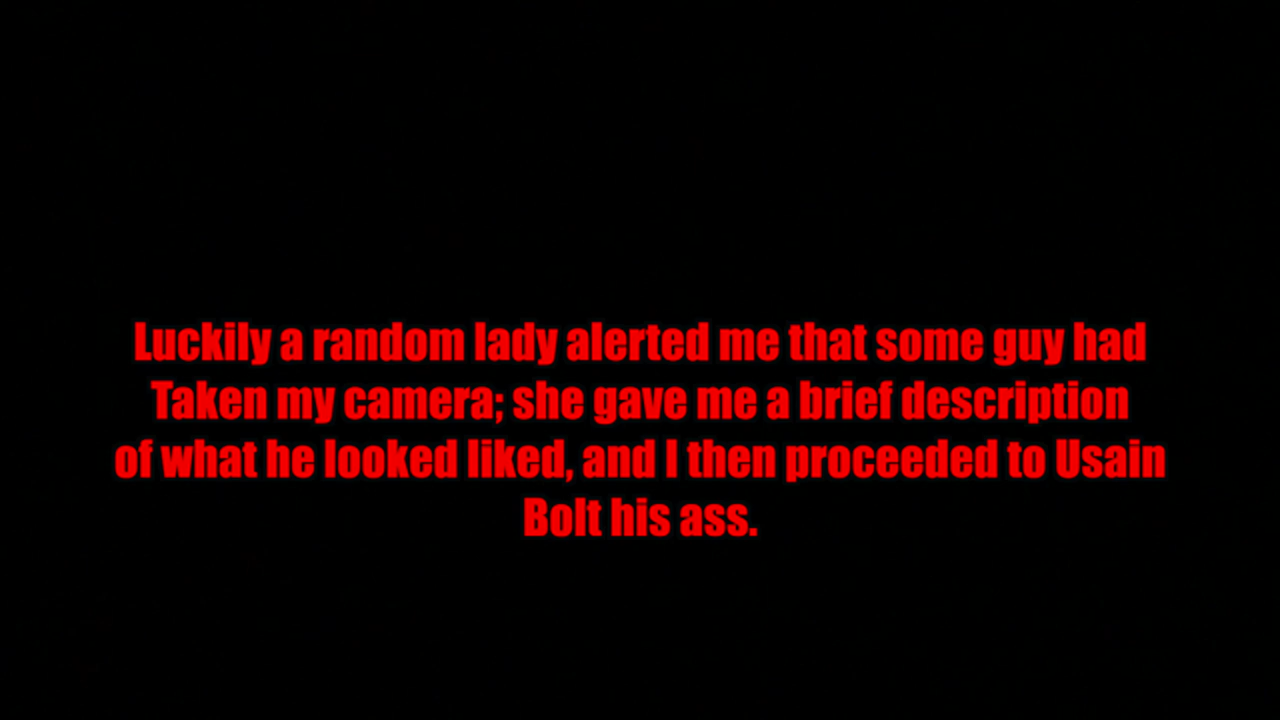 Luckily a random lady alerted me that some guy had
Taken my camera; she gave me a brief description
of what he looked liked, and I then proceeded to Usain
Bolt his ass.